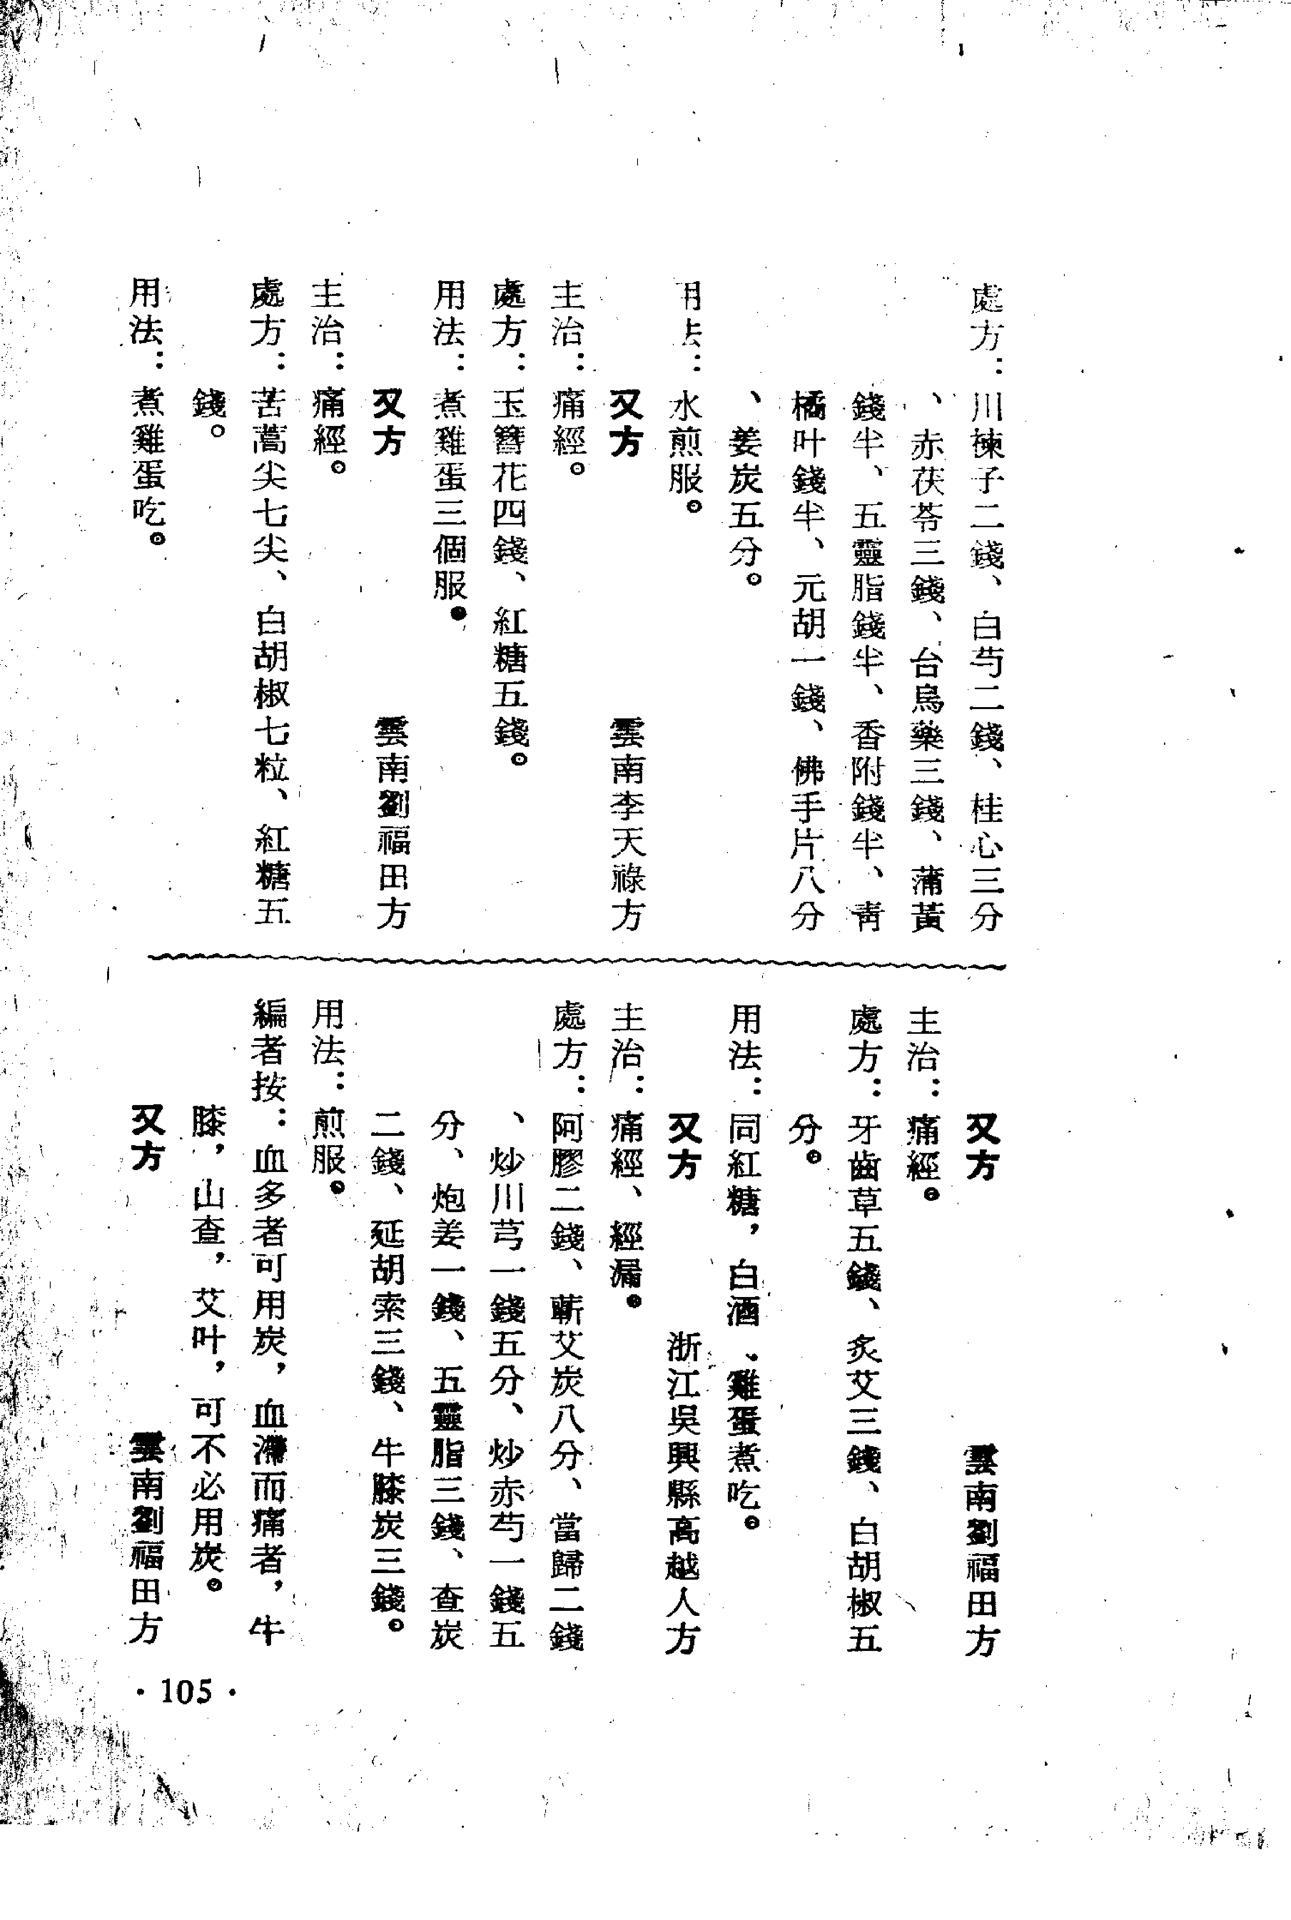 處方：川楝子二錢、白芍二錢、桂心三分
、赤茯苓三錢、台烏藥三錢、蒲黃
錢半、五靈脂錢半、香附錢半、靑
橘叶錢半、元胡一錢、佛手片八分
、姜炭五分。
用法：水煎服。
又方　　雲南李天祿方
主治：痛經。
處方：玉簪花四錢、紅糖五錢。
用法：煮雞蛋三個服。
又方　　雲南劉福田方
主治：痛經。
處方：苦蒿尖七尖、白胡椒七粒、紅糖五
錢。
用法：煮雞蛋吃。
又方　　雲南劉福田方
主治：痛經。
處方：牙齒草五錢、炙艾三錢、白胡椒五
分。
用法：同紅糖，白酒、雞蛋煮吃。
又方　　浙江吳興縣高越人方
主治：痛經、經漏。
處方：阿膠二錢、蘄艾炭八分、當歸二錢
、炒川芎一錢五分、炒赤芍一錢五
分、炮姜一錢、五靈脂三錢、查炭
二錢、延胡索三錢、牛膝炭三錢。
用法：煎服。
編者按：血多者可用炭，血滯而痛者，牛
膝，山查，艾叶，可不必用炭。
又方　　雲南劉福田方
·105·